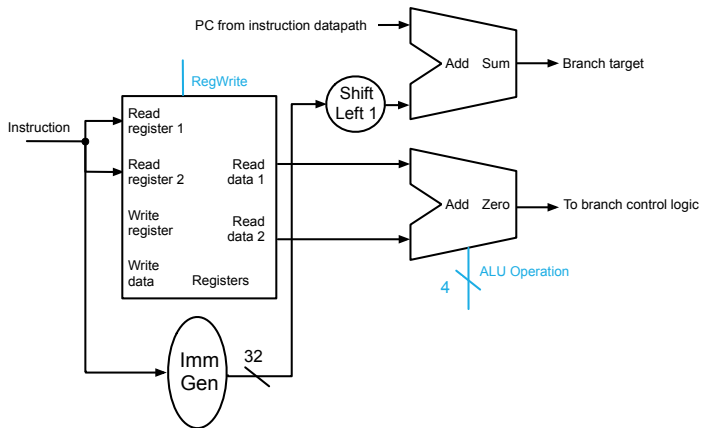 PC from instruction datapath
Add Sum
Branch target
RegWrite
Shift
Left 1
Instruction
Read
register 1
Read
register 2
Read
data 1
Write
register
Read
data 2
Write
data
Registers
Add Zero
To branch control logic
ALU Operation
4
Imm
Gen
32